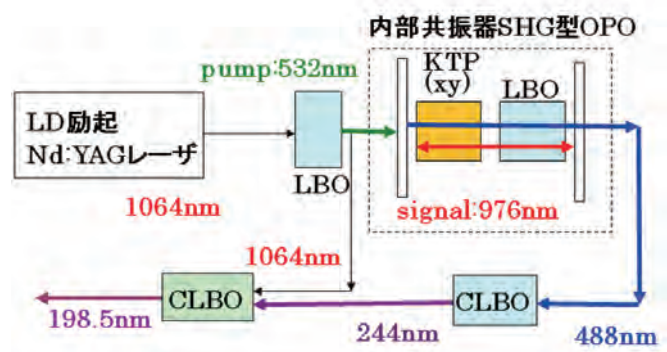 内部共振器SHG型OPO
pump:532nm
KTP
(xy)
LBO
LD励起
Nd:YAGレーザ
LBO
1064nm
signal:976nm
1064nm
CLBO
CLBO
198.5nm
244nm
488nm